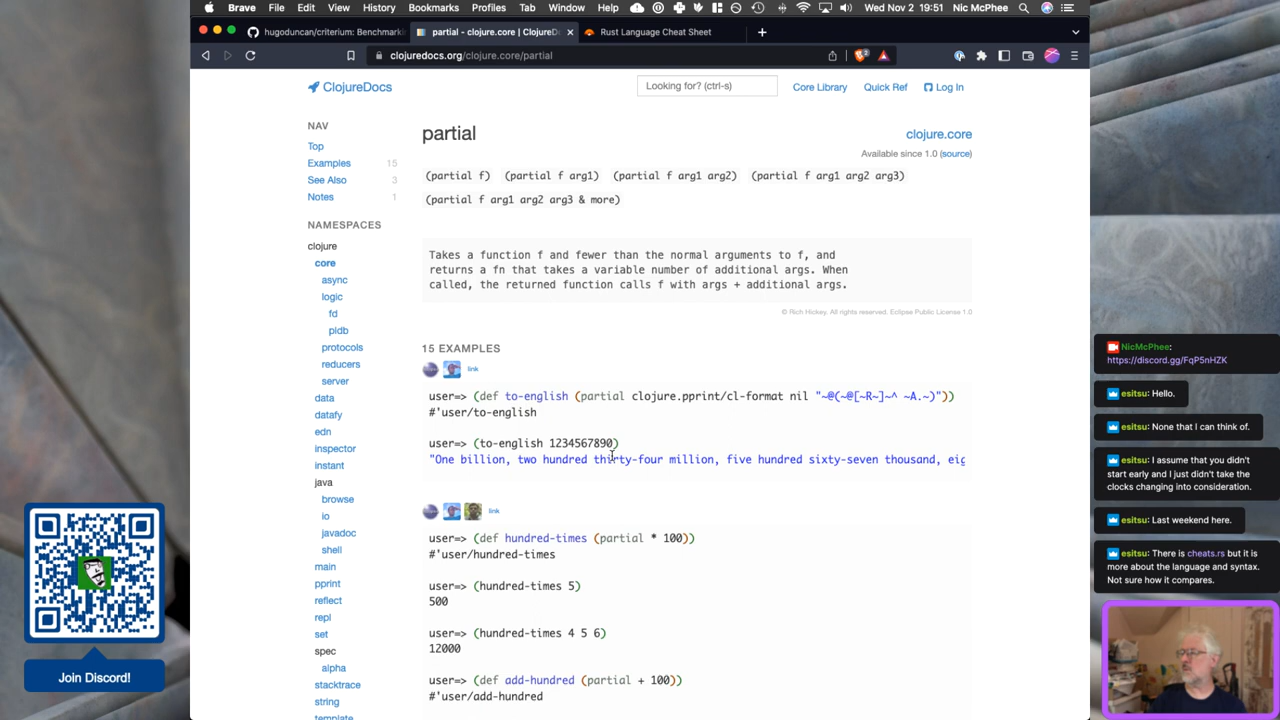 Brave File Edit View History Bookmarks Profiles Tab Window Help Wed Nov 2 19:51 Nic McPhee
hugoduncan/criterium: Benchmarkin
partial - clojure.core | ClojureDo
Rust Language Cheat Sheet
clojuredocs.org/clojure.core/partial
ClojureDocs
Looking for? (ctrl-s)
Core Library
Quick Ref
Log In
NAV
Top
Examples 15
See Also 3
Notes 1
NAMESPACES
clojure
core
async
logic
fd
pldb
protocols
reducers
server
data
datafy
edn
inspector
instant
java
browse
io
javadoc
shell
main
pprint
reflect
repl
set
spec
alpha
stacktrace
string
template
partial
clojure.core
Available since 1.0 (source)
(partial f) (partial f arg1) (partial f arg1 arg2) (partial f arg1 arg2 arg3)
(partial f arg1 arg2 arg3 & more)
Takes a function f and fewer than the normal arguments to f, and
returns a fn that takes a variable number of additional args. When
called, the returned function calls f with args + additional args.
© Rich Hickey. All rights reserved. Eclipse Public License 1.0
15 EXAMPLES
link
user=> (def to-english (partial clojure.pprint/cl-format nil "~@(~@[~R~]~^ ~A.~)"))
#'user/to-english
user=> (to-english 1234567890)
"One billion, two hundred thirty-four million, five hundred sixty-seven thousand, eig
link
user=> (def hundred-times (partial * 100))
#'user/hundred-times
user=> (hundred-times 5)
500
user=> (hundred-times 4 5 6)
12000
user=> (def add-hundred (partial + 100))
#'user/add-hundred
Join Discord!
NicMcPhee:
https://discord.gg/FqP5nHZK
esitsu: Hello.
esitsu: None that I can think of.
esitsu: I assume that you didn't
start early and I just didn't take the
clocks changing into consideration.
esitsu: Last weekend here.
esitsu: There is cheats.rs but it is
more about the language and syntax.
Not sure how it compares.